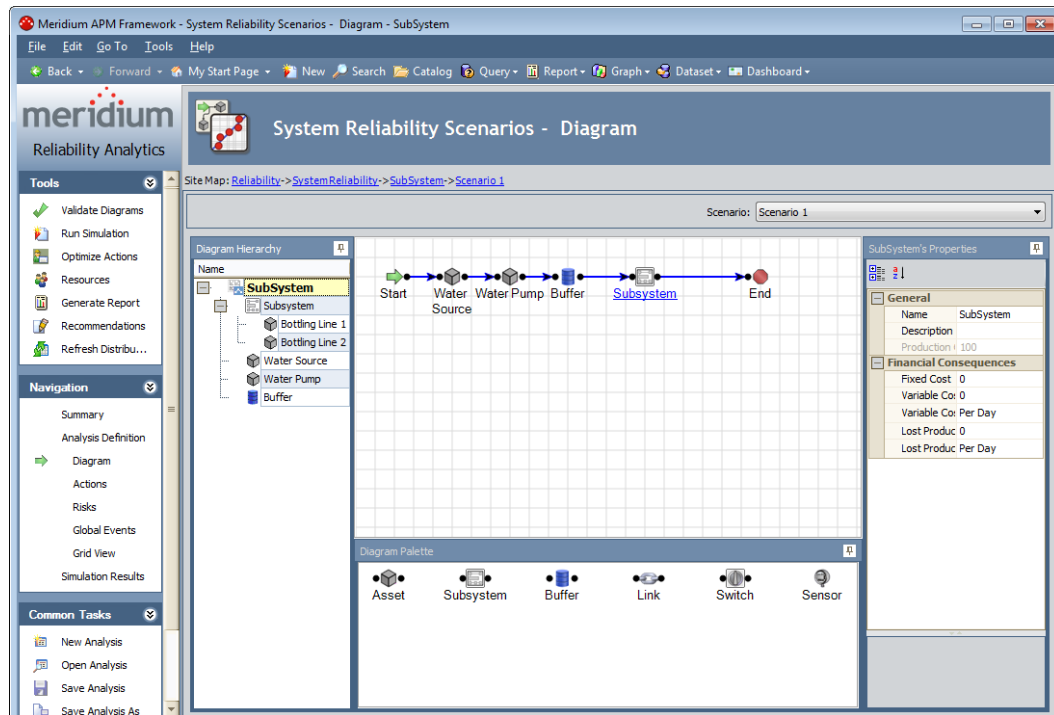 Meridium APM Framework - System Reliability Scenarios - Diagram - SubSystem
File Edit Go To Tools Help
Back Forward My Start Page New Search Catalog Query Report Graph Dataset Dashboard
meridium
Reliability Analytics
System Reliability Scenarios - Diagram
Site Map: Reliability->SystemReliability->SubSystem->Scenario 1
Scenario: Scenario 1
Tools
Validate Diagrams
Run Simulation
Optimize Actions
Resources
Generate Report
Recommendations
Refresh Distribu...
Navigation
Summary
Analysis Definition
Diagram
Actions
Risks
Global Events
Grid View
Simulation Results
Common Tasks
New Analysis
Open Analysis
Save Analysis
Save Analysis As
Diagram Hierarchy
Name
SubSystem
Subsystem
Bottling Line 1
Bottling Line 2
Water Source
Water Pump
Buffer
Start Water Source Water Pump Buffer Subsystem End
Diagram Palette
Asset Subsystem Buffer Link Switch Sensor
SubSystem's Properties
General
Name SubSystem
Description
Production 100
Financial Consequences
Fixed Cost 0
Variable Co 0
Variable Co Per Day
Lost Produc 0
Lost Produc Per Day